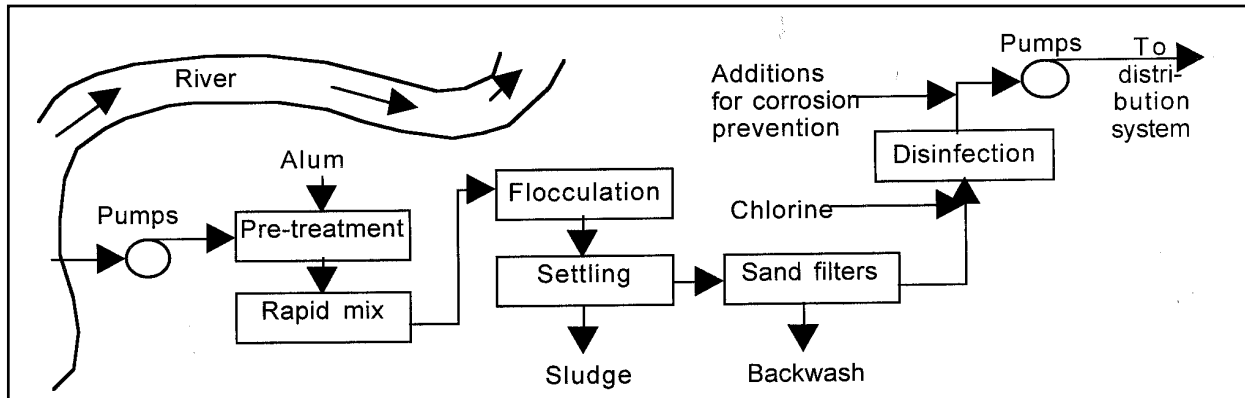 River
Pumps
Alum
Pre-treatment
Rapid mix
Flocculation
Settling
Sludge
Sand filters
Backwash
Chlorine
Disinfection
Additions
for corrosion
prevention
Pumps
To
distri-
bution
system